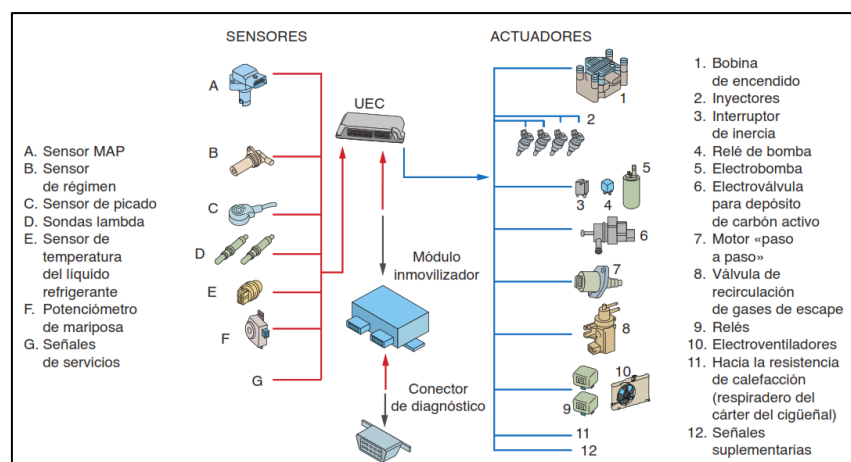 SENSORES
ACTUADORES
UEC
A
B
C
D
E
F
G
A. Sensor MAP
B. Sensor
de régimen
C. Sensor de picado
D. Sondas lambda
E. Sensor de
temperatura
del líquido
refrigerante
F. Potenciómetro
de mariposa
G. Señales
de servicios
Módulo
inmovilizador
Conector
de diagnóstico
1
2
3
4
5
6
7
8
9
10
11
12
1. Bobina
de encendido
2. Inyectores
3. Interruptor
de inercia
4. Relé de bomba
5. Electrobomba
6. Electroválvula
para depósito
de carbón activo
7. Motor «paso
a paso»
8. Válvula de
recirculación
de gases de escape
9. Relés
10. Electroventiladores
11. Hacia la resistencia
de calefacción
(respiradero del
cárter del cigüeñal)
12. Señales
suplementarias